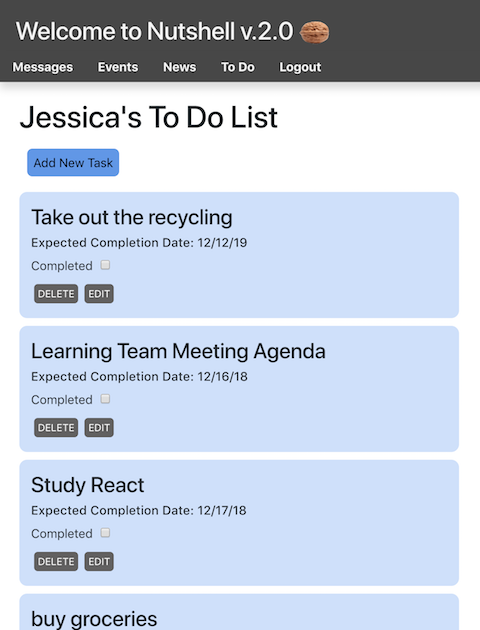 Welcome to Nutshell v.2.0
Messages Events News To Do Logout
Jessica's To Do List
Add New Task
Take out the recycling
Expected Completion Date: 12/12/19
Completed
DELETE EDIT
Learning Team Meeting Agenda
Expected Completion Date: 12/16/18
Completed
DELETE EDIT
Study React
Expected Completion Date: 12/17/18
Completed
DELETE EDIT
buy groceries